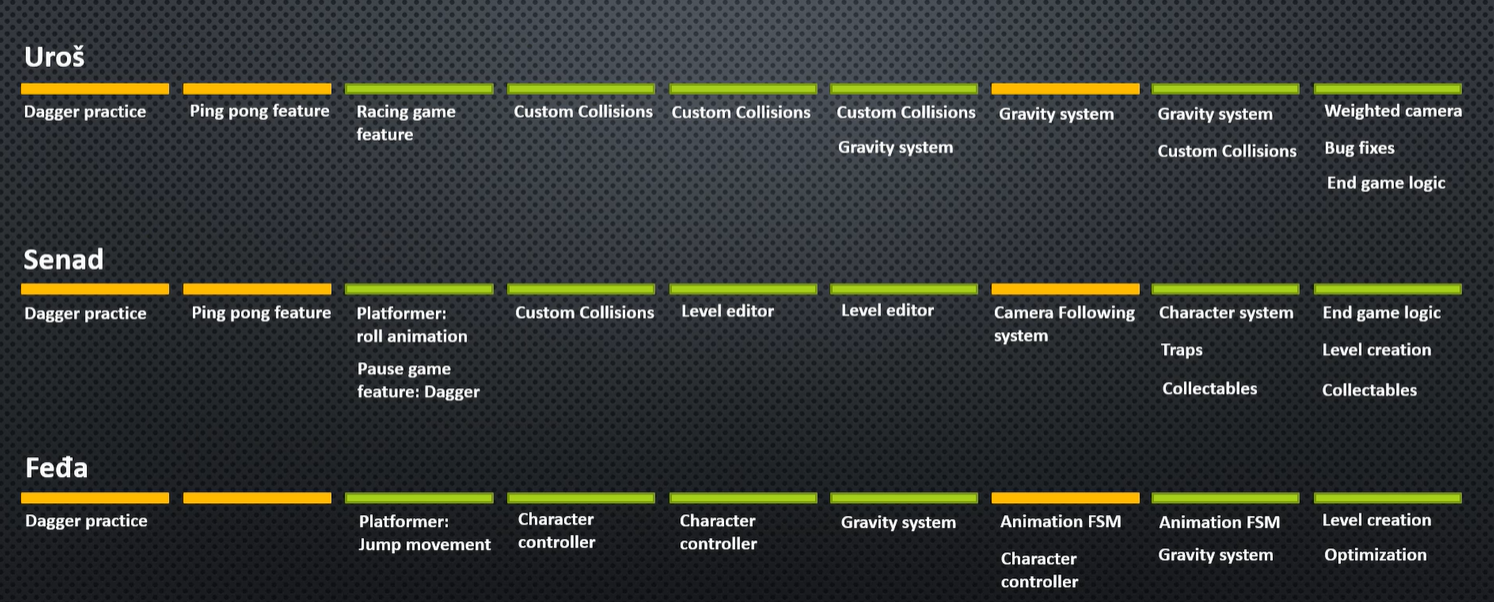 Uroš
Dagger practice
Ping pong feature
Racing game
feature
Custom Collisions
Custom Collisions
Custom Collisions
Gravity system
Gravity system
Gravity system
Custom Collisions
Weighted camera
Bug fixes
End game logic
Senad
Dagger practice
Ping pong feature
Platformer:
roll animation
Pause game
feature: Dagger
Custom Collisions
Level editor
Level editor
Camera Following
system
Character system
Traps
Collectables
End game logic
Level creation
Collectables
Feđa
Dagger practice
Platformer:
Jump movement
Character
controller
Character
controller
Gravity system
Animation FSM
Character
controller
Animation FSM
Gravity system
Level creation
Optimization